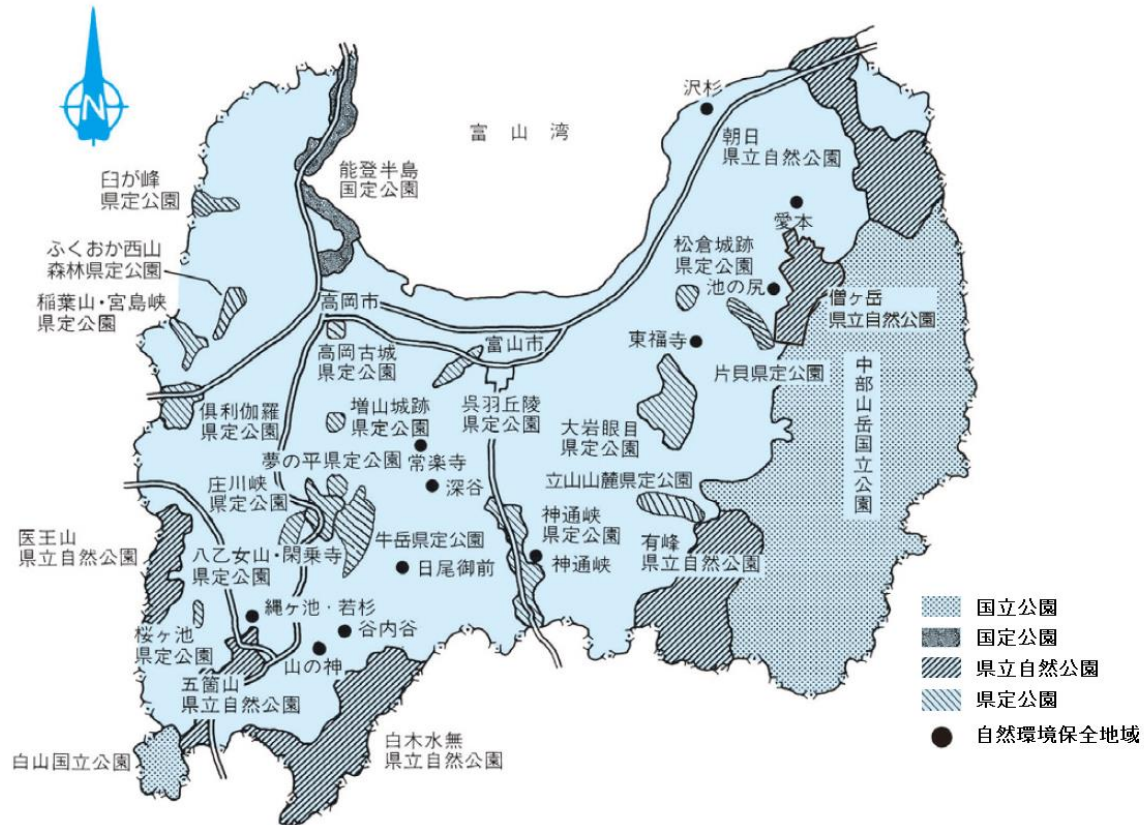 N
富山湾
沢杉
朝日
県立自然公園
能登半島
国定公園
臼が峰
県定公園
愛本
ふくおか西山
森林県定公園
松倉城跡
県定公園
池の尻
稲葉山・宮島峡
県定公園
高岡市
僧ヶ岳
県立自然公園
富山市
東福寺
高岡古城
県定公園
片貝県定公園
中部山岳国立公園
倶利伽羅
県定公園
増山城跡
県定公園
呉羽丘陵
県定公園
大岩眼目
県定公園
夢の平県定公園
常楽寺
立山山麓県定公園
庄川峡
県定公園
深谷
神通峡
県定公園
医王山
県立自然公園
牛岳県定公園
有峰
県立自然公園
八乙女山・閑乗寺
県定公園
日尾御前
神通峡
縄ヶ池・若杉
桜ヶ池
県定公園
谷内谷
山の神
五箇山
県立自然公園
白木水無
県立自然公園
白山国立公園
国立公園
国定公園
県立自然公園
県定公園
自然環境保全地域